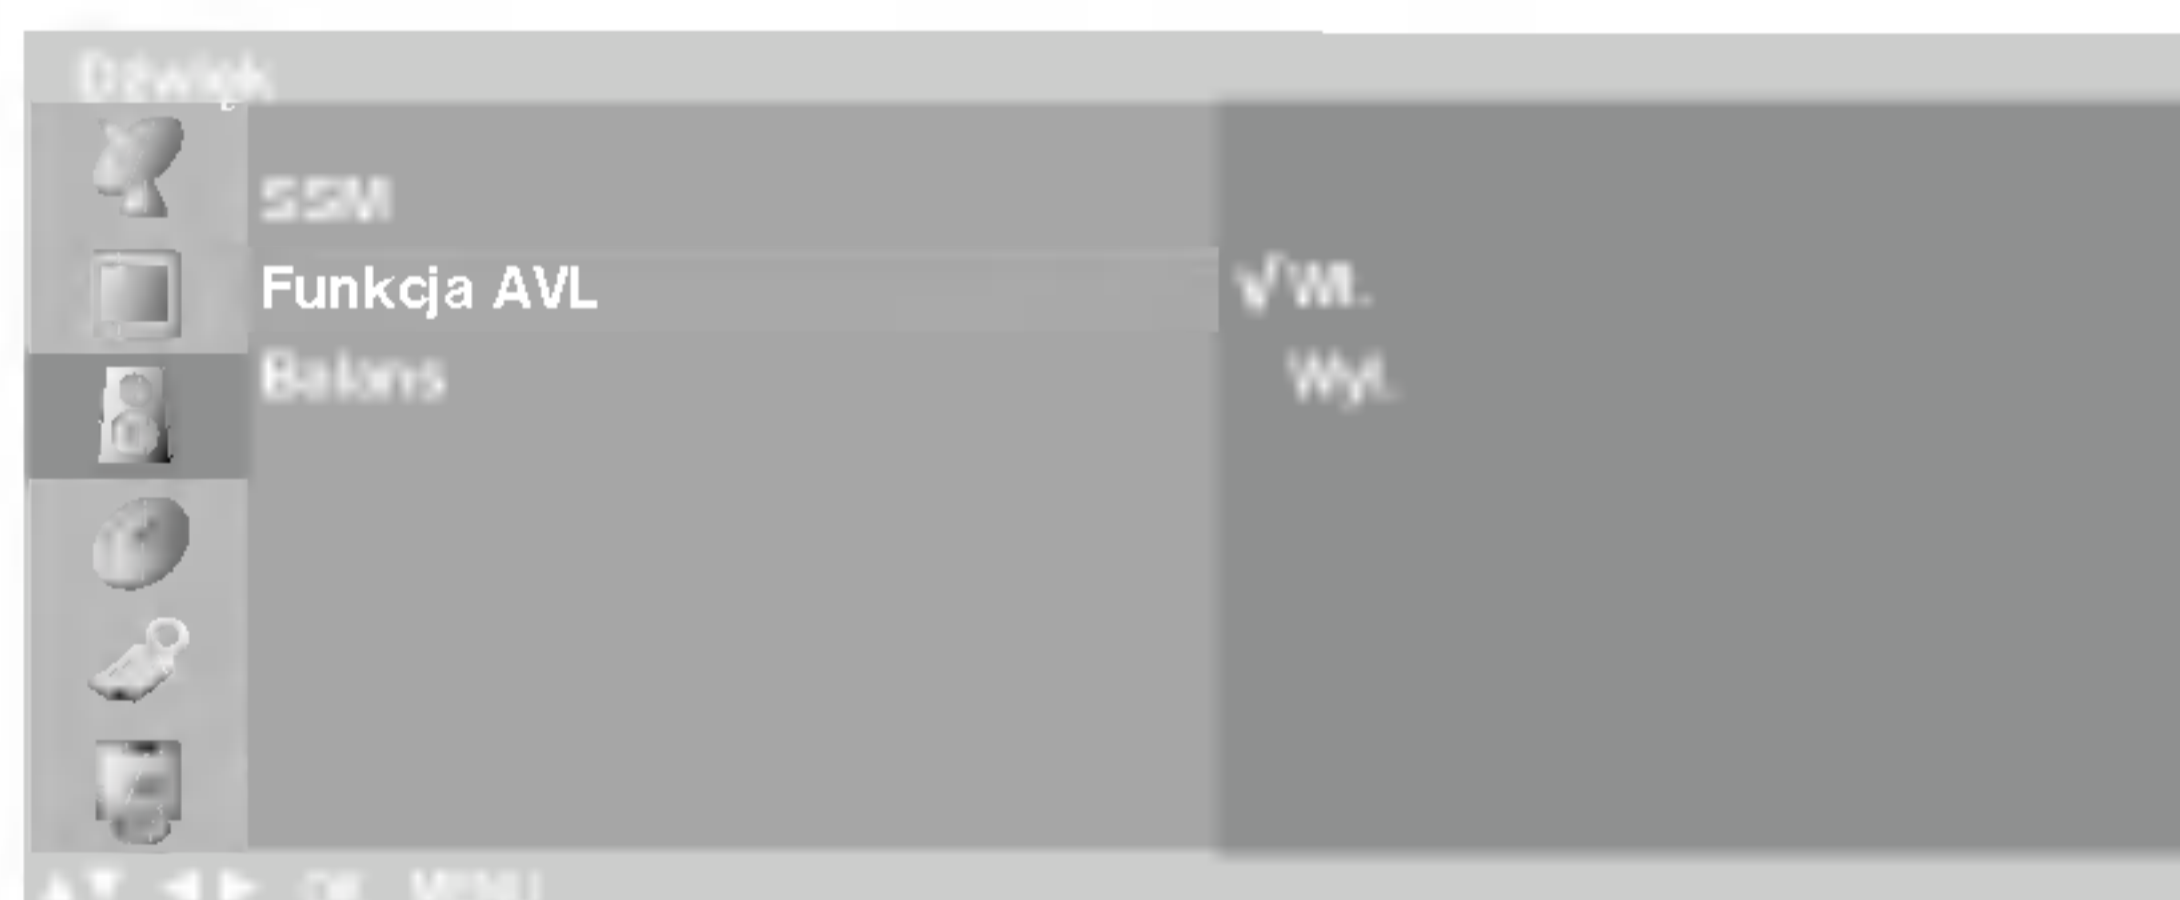 Dźwięk
SSM
Funkcja AVL
√ Wł.
Balans
Wył.
▲▼ ◄ ► OK MENU